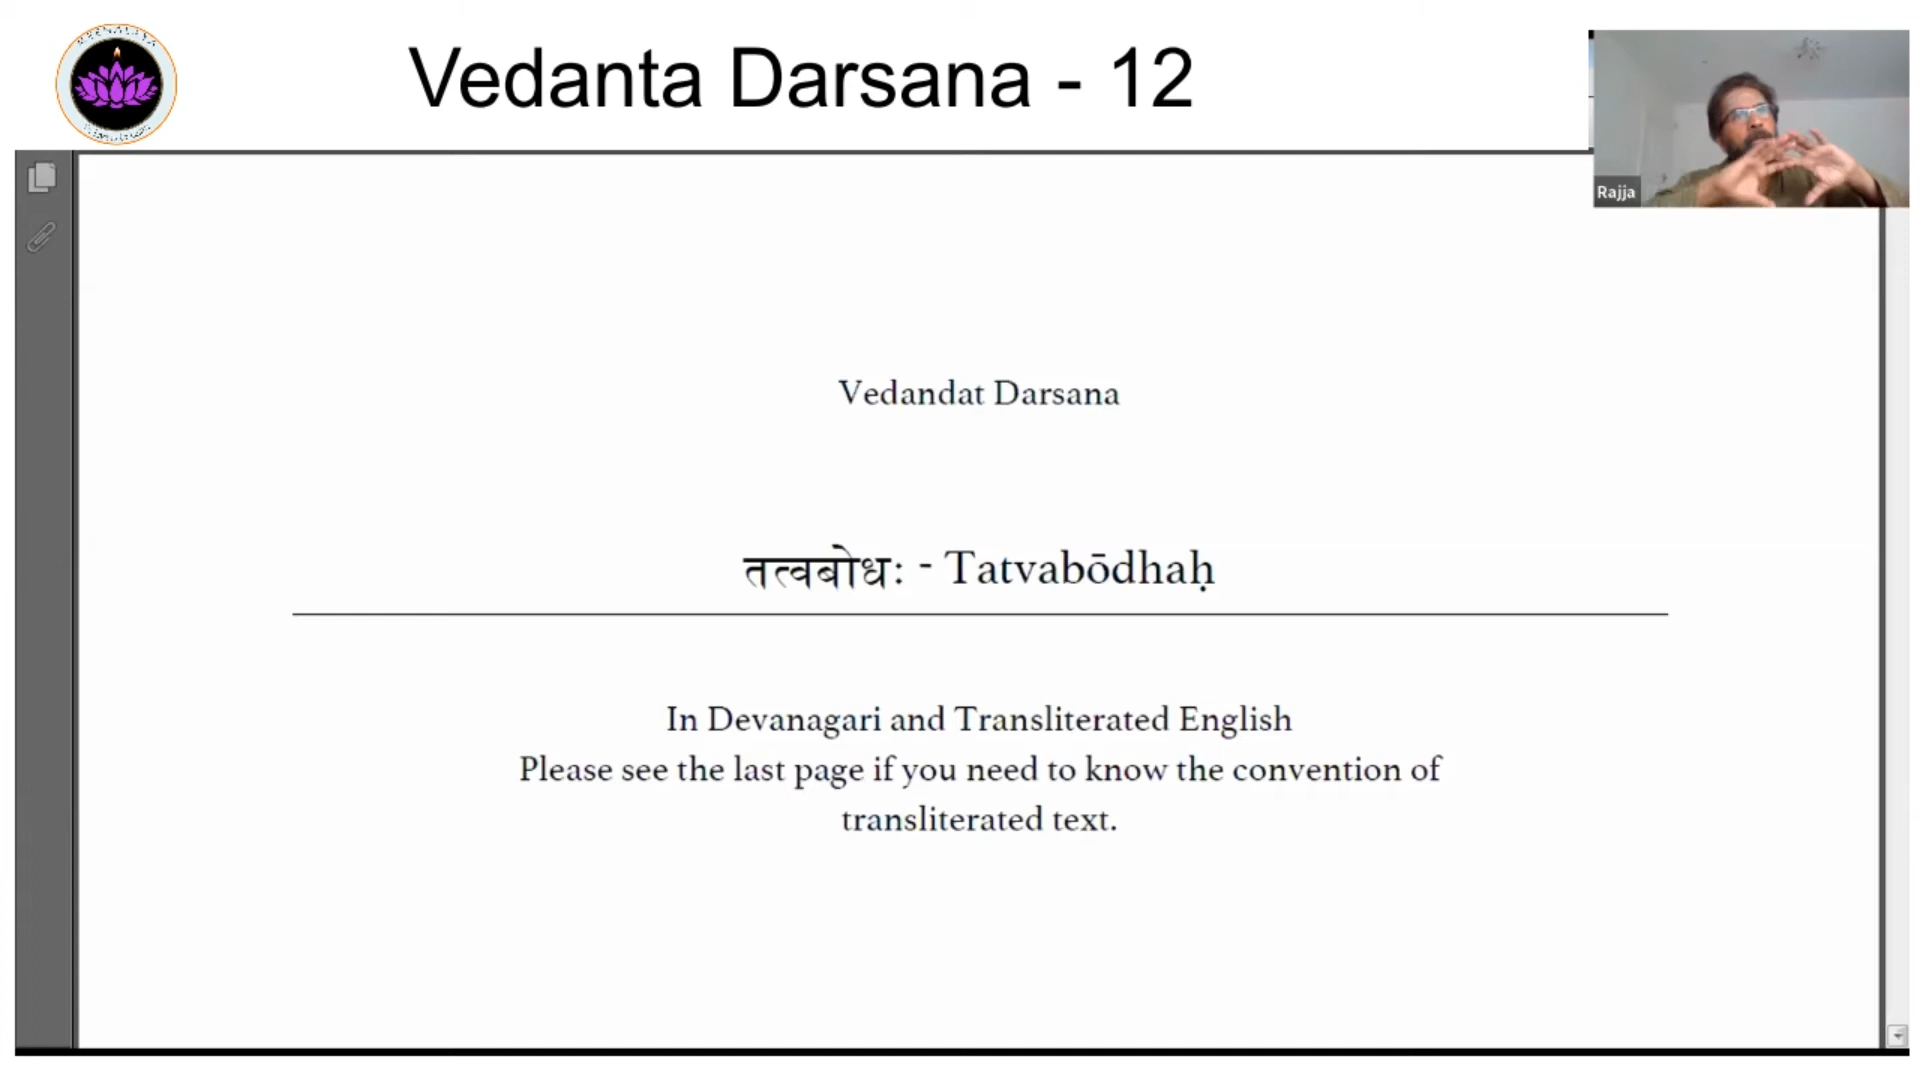 Vedanta Darsana - 12
Rajja
Vedandat Darsana
तत्वबोधः - Tatvabōdhaḥ
In Devanagari and Transliterated English
Please see the last page if you need to know the convention of
transliterated text.